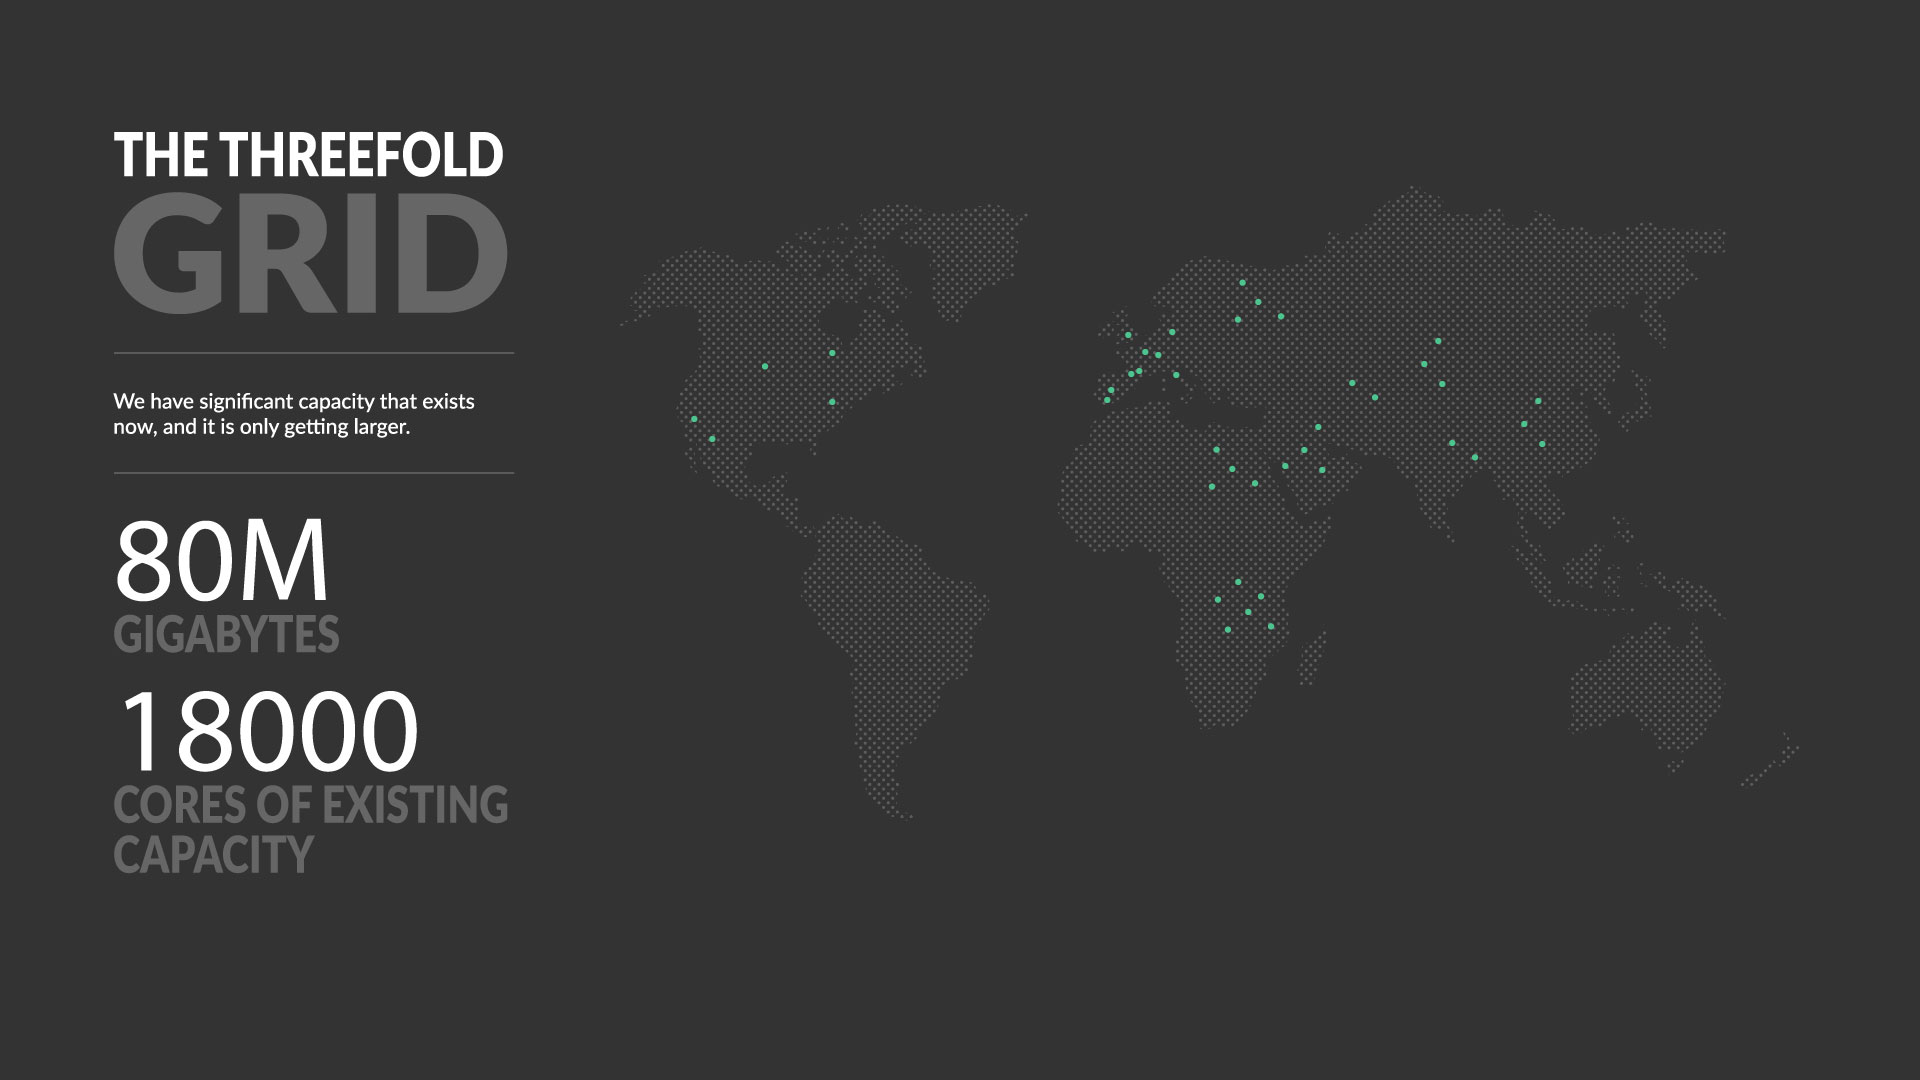 THE THREEFOLD
GRID
We have significant capacity that exists
now, and it is only getting larger.
80M
GIGABYTES
18000
CORES OF EXISTING
CAPACITY